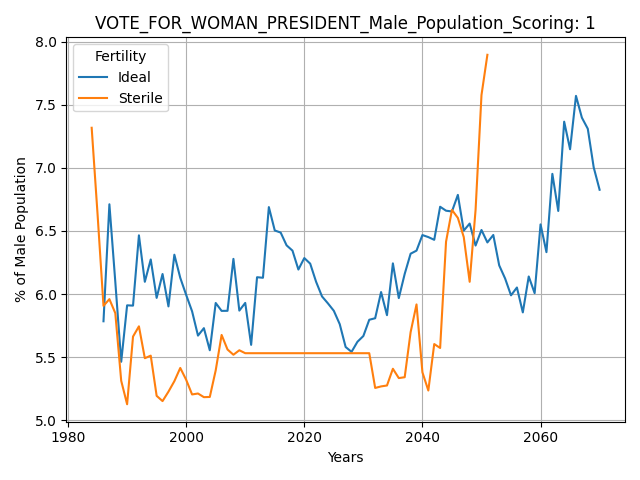 VOTE_FOR_WOMAN_PRESIDENT_Male_Population_Scoring: 1
8.0
7.5
7.0
6.5
6.0
5.5
5.0
% of Male Population
Fertility
Ideal
Sterile
1980
2000
2020
2040
2060
Years